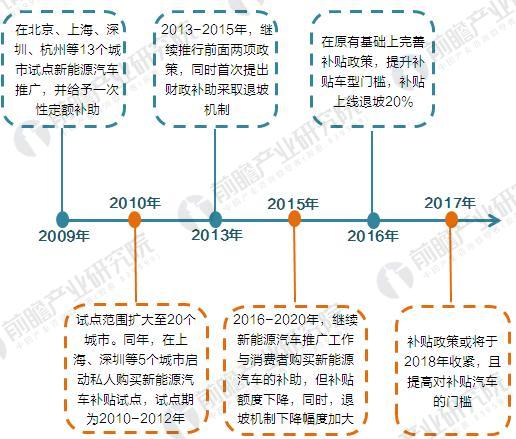 在北京、上海、深
圳、杭州等13个城
市试点新能源汽车
推广，并给予一次
性定额补助
2013-2015年，继
续推行前面两项政
策，同时首次提出
财政补助采取退坡
机制
在原有基础上完善
补贴政策，提升补
贴车型门槛，补贴
上线退坡20%
2010年
2015年
2017年
2009年
2013年
2016年
试点范围扩大至20个
城市。同年，在上
海、深圳等5个城市启
动私人购买新能源汽
车补贴试点，试点期
为2010-2012年
2016-2020年，继续
新能源汽车推广工作
与消费者购买新能源
汽车的补助，但补贴
额度下降，同时，退
坡机制下降幅度加大
补贴政策或将于
2018年收紧，且
提高对补贴汽车
的门槛
前瞻产业研究院